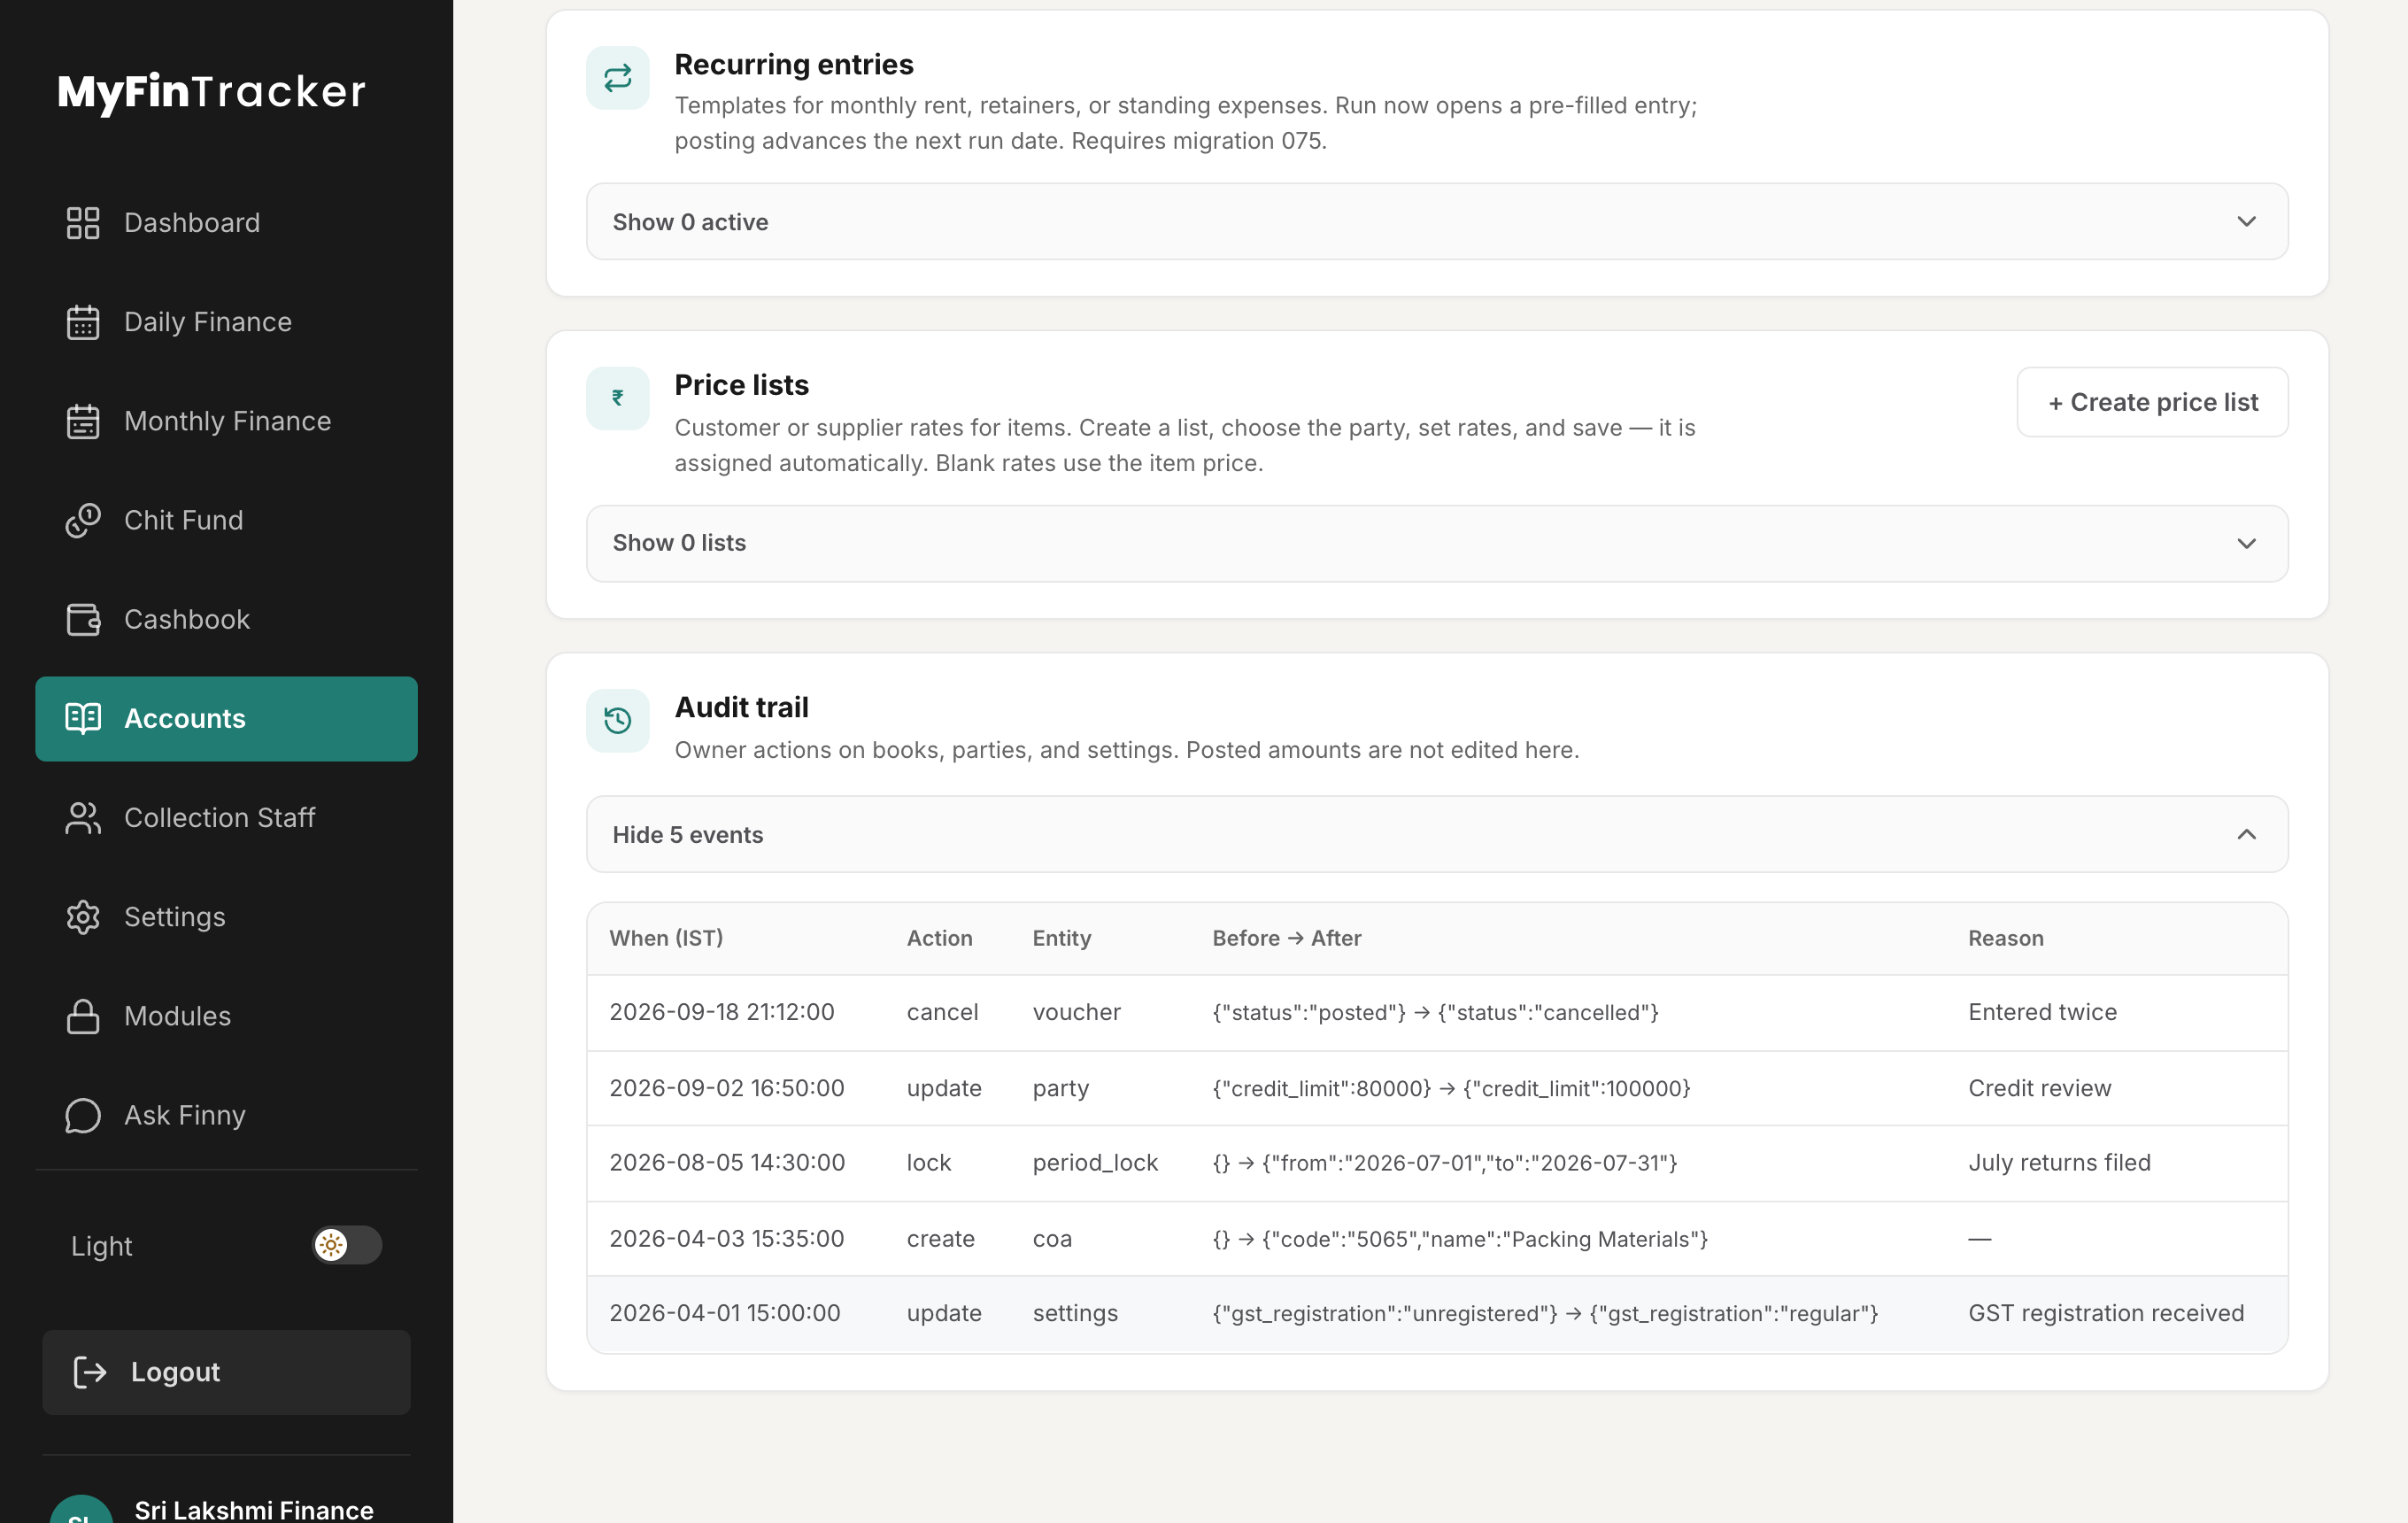 MyFinTracker
Dashboard
Daily Finance
Monthly Finance
Chit Fund
Cashbook
Accounts
Collection Staff
Settings
Modules
Ask Finny
Light
Logout
Sri Lakshmi Finance
Recurring entries
Templates for monthly rent, retainers, or standing expenses. Run now opens a pre-filled entry;
posting advances the next run date. Requires migration 075.
Show 0 active
₹
Price lists
Customer or supplier rates for items. Create a list, choose the party, set rates, and save — it is
assigned automatically. Blank rates use the item price.
+ Create price list
Show 0 lists
Audit trail
Owner actions on books, parties, and settings. Posted amounts are not edited here.
Hide 5 events
When (IST) Action Entity Before → After Reason
2026-09-18 21:12:00 cancel voucher {"status":"posted"} → {"status":"cancelled"} Entered twice
2026-09-02 16:50:00 update party {"credit_limit":80000} → {"credit_limit":100000} Credit review
2026-08-05 14:30:00 lock period_lock {} → {"from":"2026-07-01","to":"2026-07-31"} July returns filed
2026-04-03 15:35:00 create coa {} → {"code":"5065","name":"Packing Materials"} —
2026-04-01 15:00:00 update settings {"gst_registration":"unregistered"} → {"gst_registration":"regular"} GST registration received